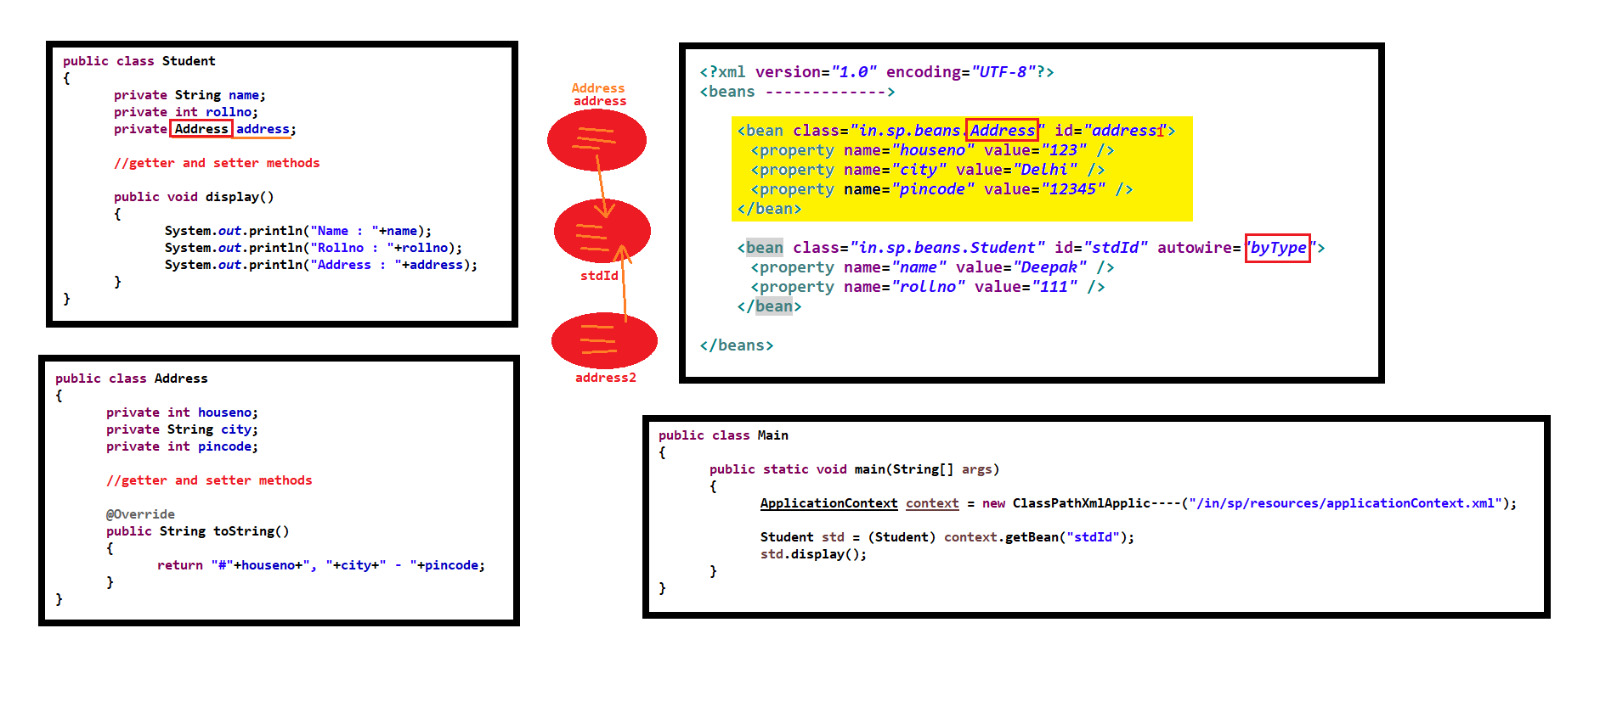 public class Student
{
private String name;
private int rollno;
private Address address;
//getter and setter methods
public void display()
{
System.out.println("Name : "+name);
System.out.println("Rollno : "+rollno);
System.out.println("Address : "+address);
}
}
public class Address
{
private int houseno;
private String city;
private int pincode;
//getter and setter methods
@Override
public String toString()
{
return "#"+houseno+", "+city+" - "+pincode;
}
}
Address
address
stdId
address2
<?xml version="1.0" encoding="UTF-8"?>
<beans ------------->
<bean class="in.sp.beans.Address" id="address1">
<property name="houseno" value="123" />
<property name="city" value="Delhi" />
<property name="pincode" value="12345" />
</bean>
<bean class="in.sp.beans.Student" id="stdId" autowire="byType">
<property name="name" value="Deepak" />
<property name="rollno" value="111" />
</bean>
</beans>
public class Main
{
public static void main(String[] args)
{
ApplicationContext context = new ClassPathXmlApplic----("/in/sp/resources/applicationContext.xml");
Student std = (Student) context.getBean("stdId");
std.display();
}
}